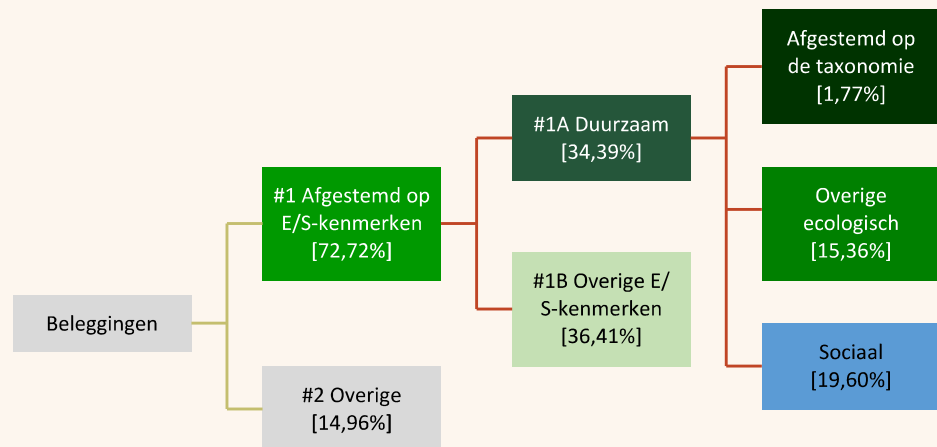 Beleggingen
#1 Afgestemd op
E/S-kenmerken
[72,72%]
#2 Overige
[14,96%]
#1A Duurzaam
[34,39%]
#1B Overige E/
S-kenmerken
[36,41%]
Afgestemd op
de taxonomie
[1,77%]
Overige
ecologisch
[15,36%]
Sociaal
[19,60%]